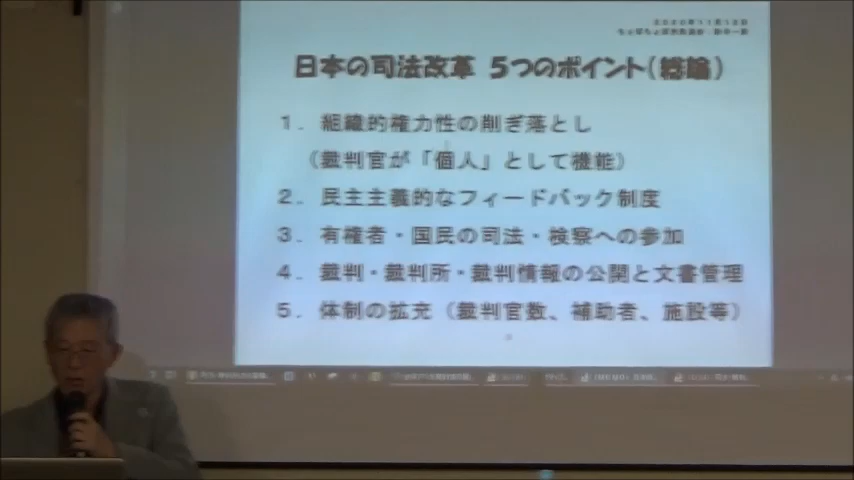 日本の司法改革 5つのポイント(総論)
1. 組織的権力性の削ぎ落とし
(裁判官が「個人」として機能)
2. 民主主義的なフィードバック制度
3. 有権者・国民の司法・検察への参加
4. 裁判・裁判所・裁判情報の公開と文書管理
5. 体制の拡充(裁判官数、補助者、施設等)